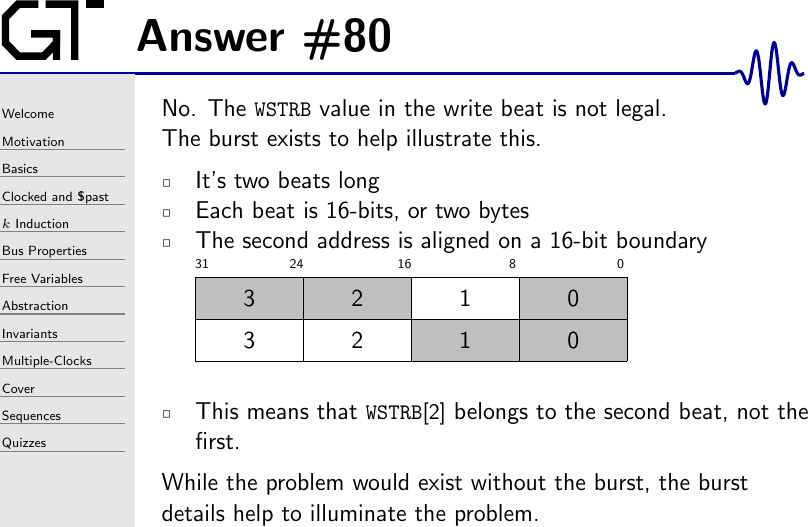 GT
Answer #80
Welcome
Motivation
Basics
Clocked and $past
k Induction
Bus Properties
Free Variables
Abstraction
Invariants
Multiple-Clocks
Cover
Sequences
Quizzes
No. The WSTRB value in the write beat is not legal.
The burst exists to help illustrate this.
It's two beats long
Each beat is 16-bits, or two bytes
The second address is aligned on a 16-bit boundary
31 24 16 8 0
3 2 1 0
3 2 1 0
This means that WSTRB[2] belongs to the second beat, not the
first.
While the problem would exist without the burst, the burst
details help to illuminate the problem.